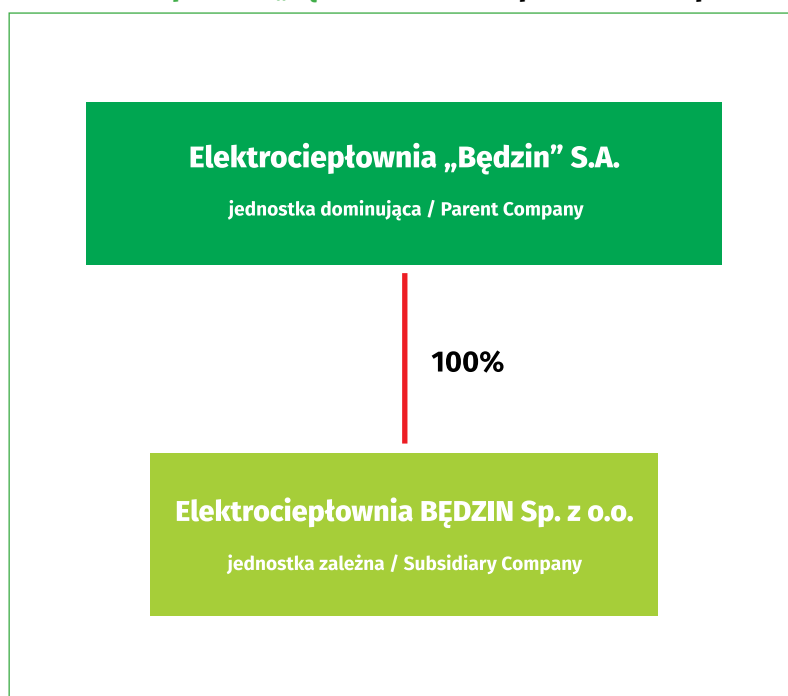 Elektrociepłownia „Będzin” S.A.
jednostka dominująca / Parent Company
100%
Elektrociepłownia BĘDZIN Sp. z o.o.
jednostka zależna / Subsidiary Company